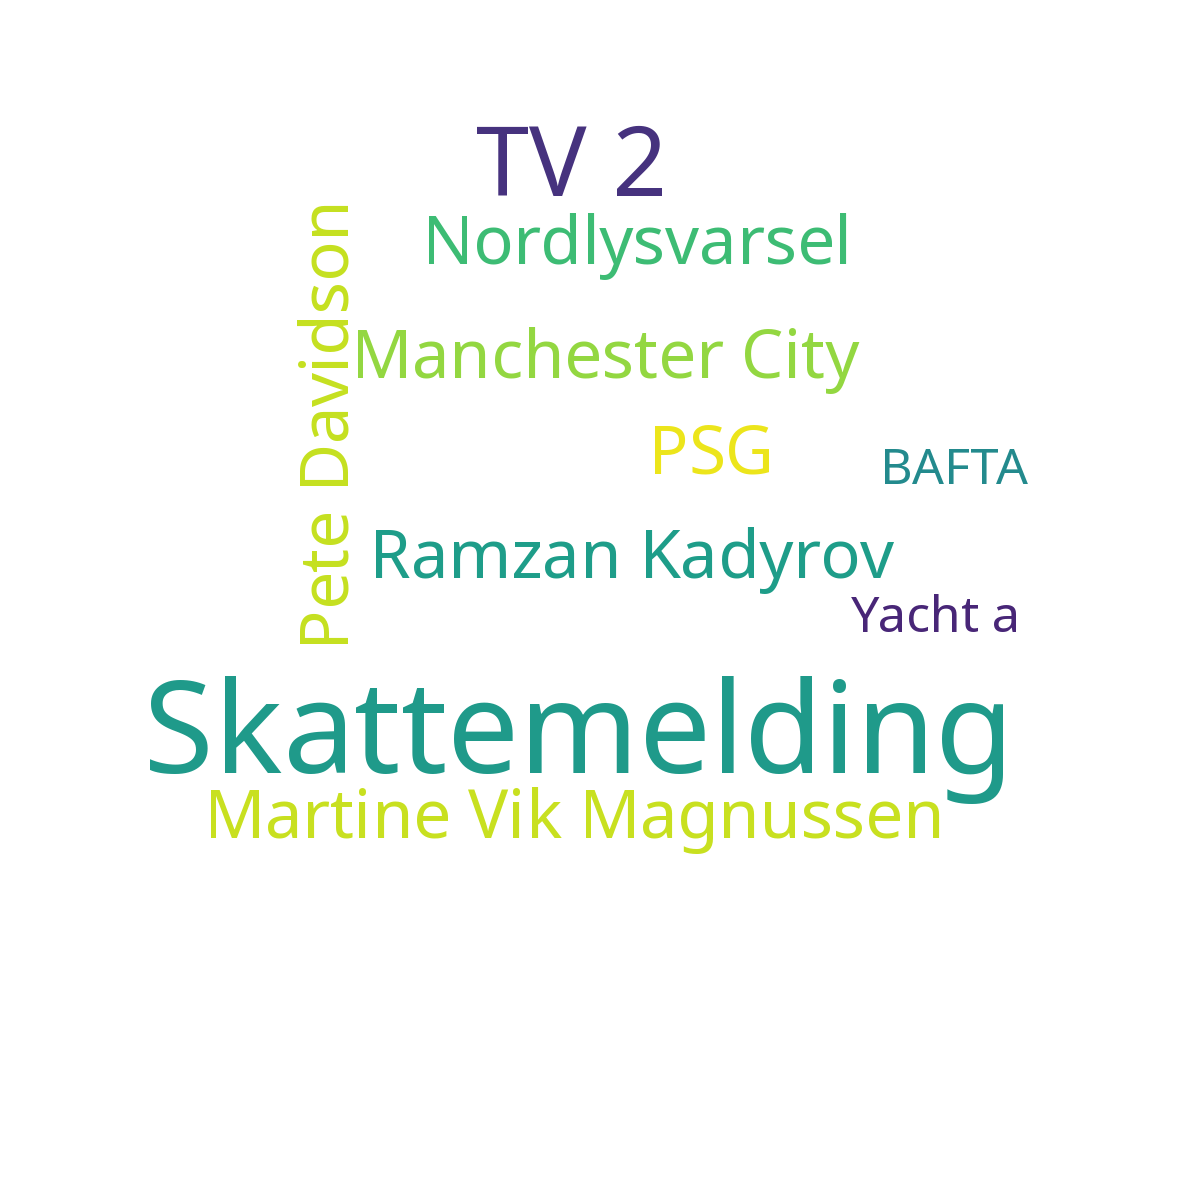 TV 2
Nordlysvarsel
Pete Davidson
Manchester City
PSG
BAFTA
Ramzan Kadyrov
Yacht a
Skattemelding
Martine Vik Magnussen